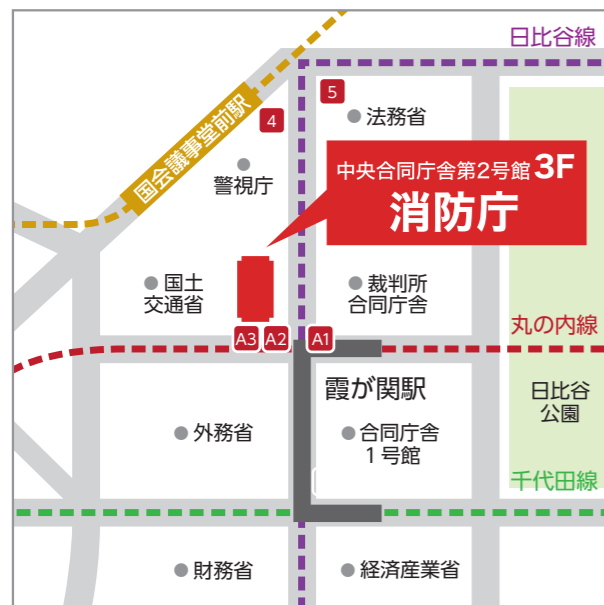 日比谷線
5
4
法務省
国会議事堂前駅
中央合同庁舎第2号館 3F
消防庁
警視庁
国土
交通省
裁判所
合同庁舎
A3
A2
A1
丸の内線
霞が関駅
日比谷
公園
外務省
合同庁舎
1号館
千代田線
財務省
経済産業省